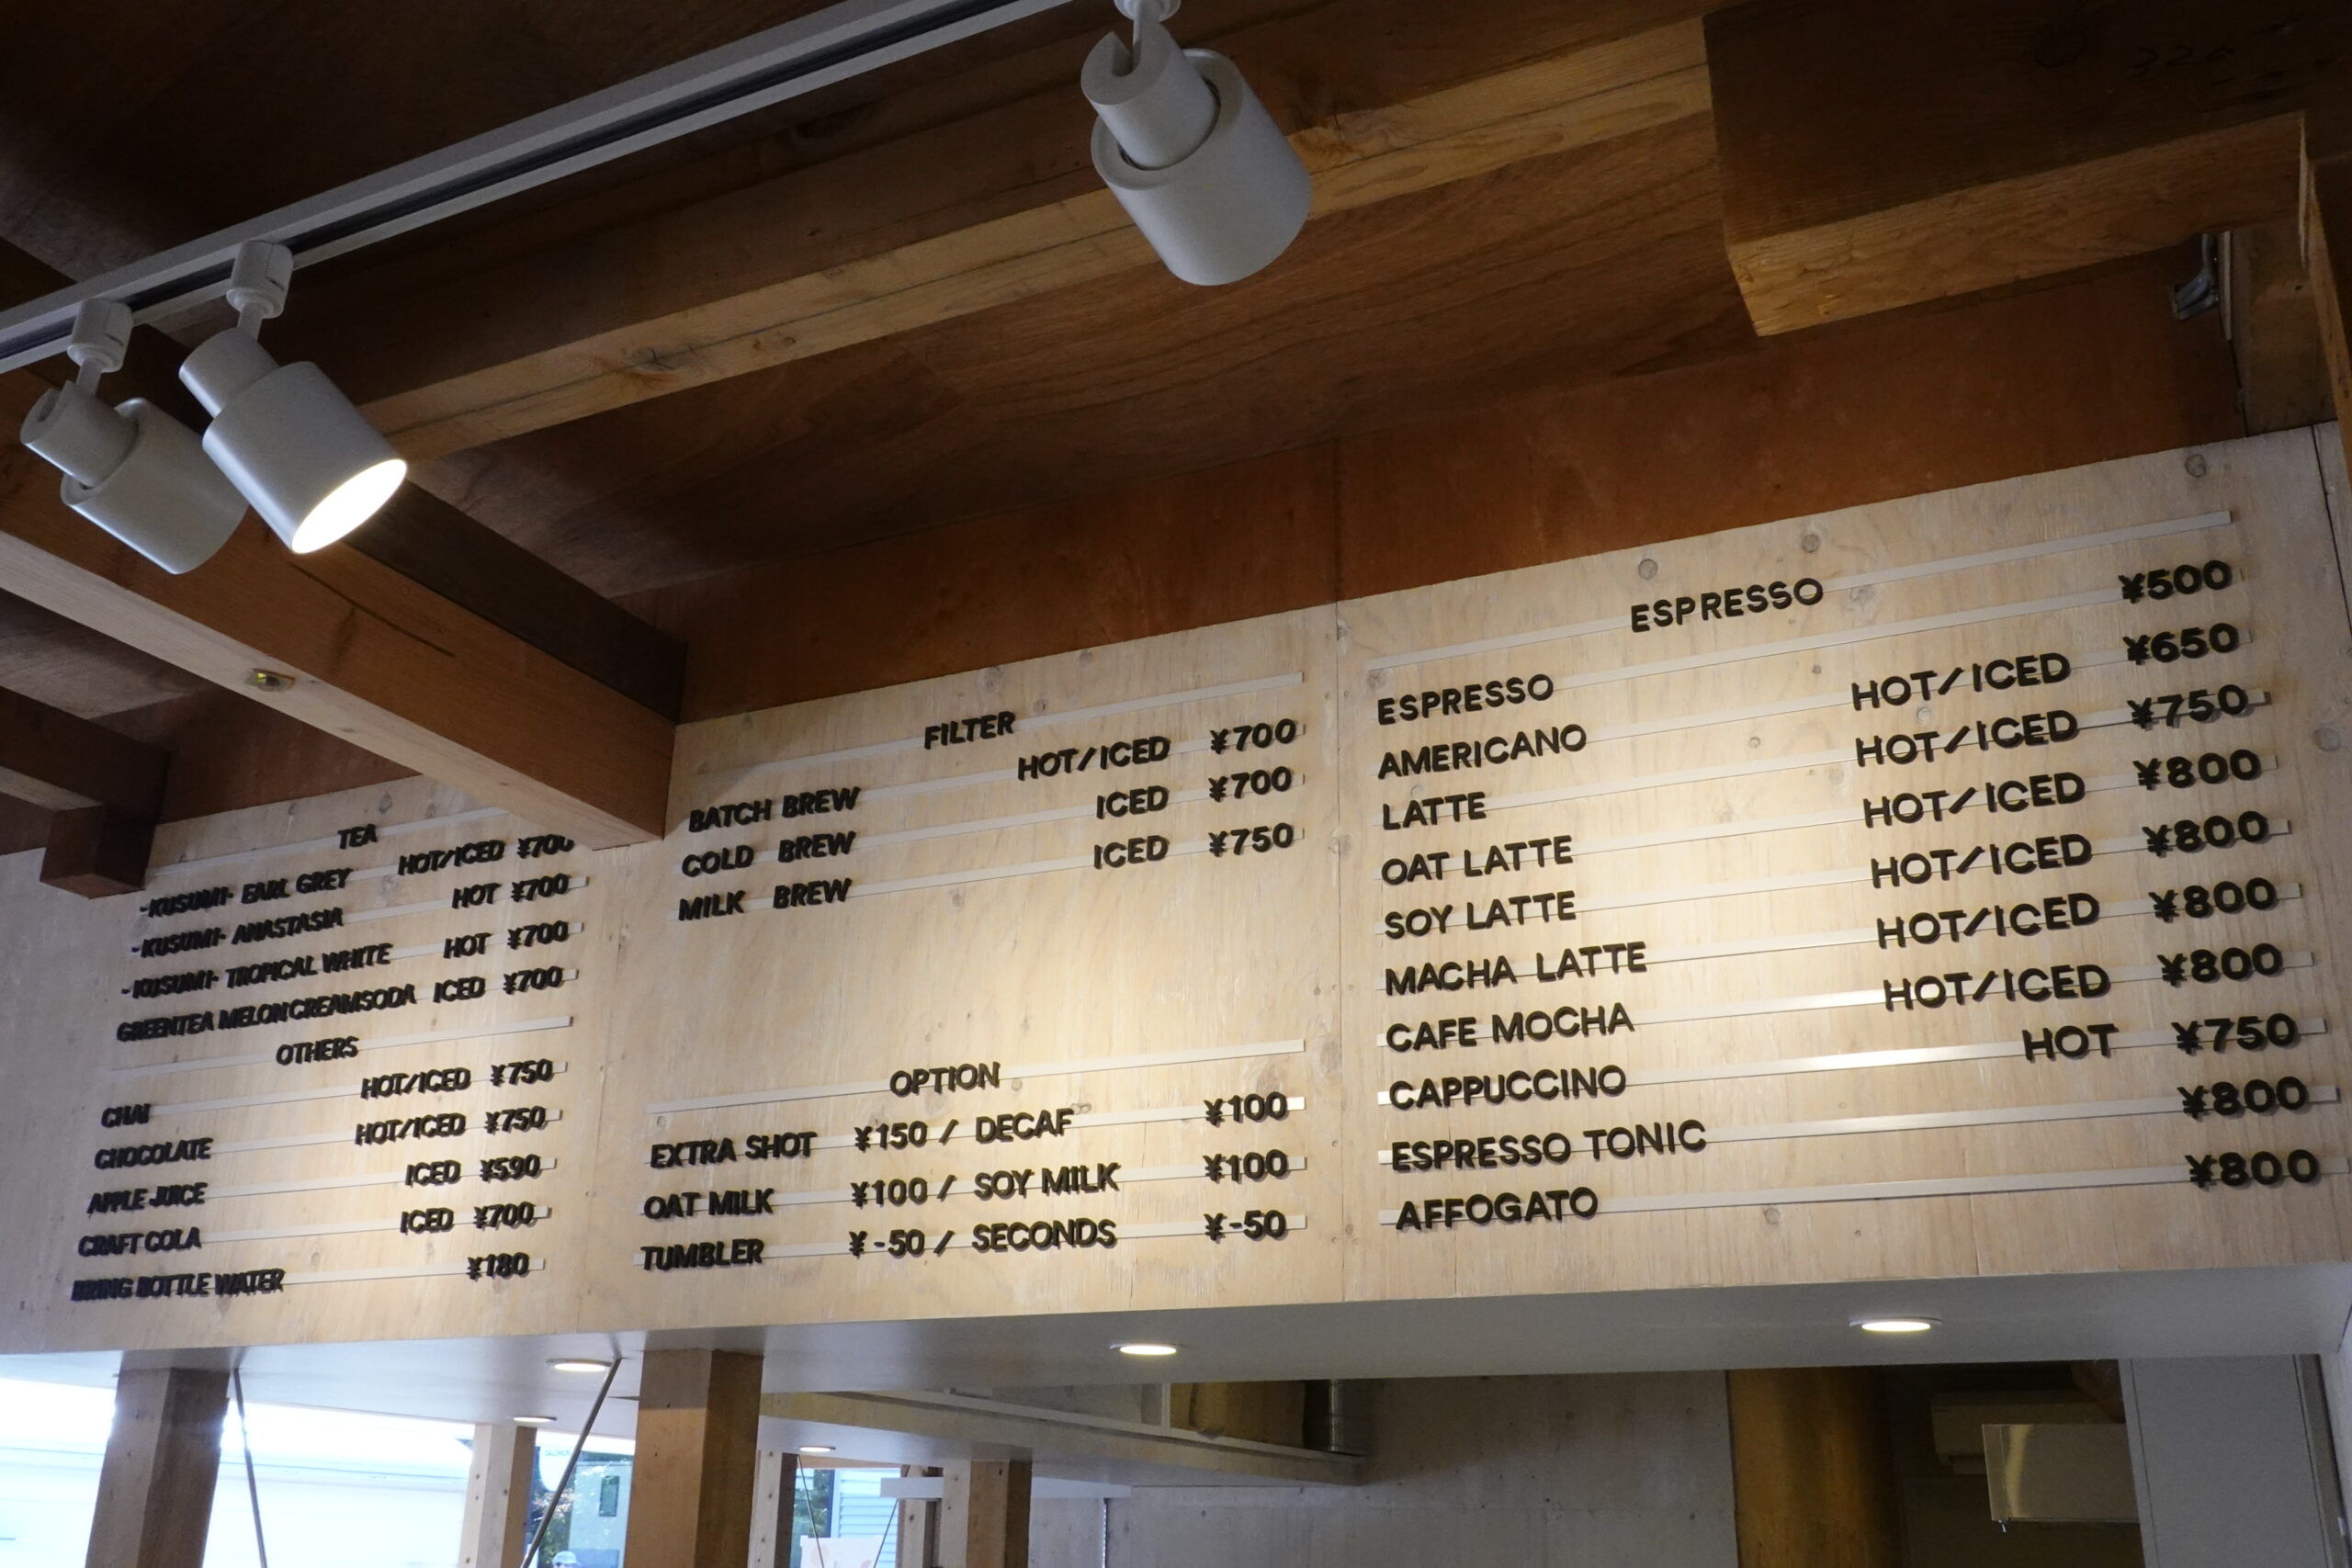 TEA
-KUSUMI- EARL GREY HOT/ICED ¥700
-KUSUMI- ANASTASIA HOT ¥700
-KUSUMI- TROPICAL WHITE HOT ¥700
GREENTEA MELONCREAMSODA ICED ¥700
OTHERS
CHAI HOT/ICED ¥750
CHOCOLATE HOT/ICED ¥750
APPLE JUICE ICED ¥590
CRAFT COLA ICED ¥700
BRING BOTTLE WATER ¥180
FILTER
BATCH BREW HOT/ICED ¥700
COLD BREW ICED ¥700
MILK BREW ICED ¥750
OPTION
EXTRA SHOT ¥150 / DECAF ¥100
OAT MILK ¥100 / SOY MILK ¥100
TUMBLER ¥-50 / SECONDS ¥-50
ESPRESSO
ESPRESSO ¥500
AMERICANO HOT/ICED ¥650
LATTE HOT/ICED ¥750
OAT LATTE HOT/ICED ¥800
SOY LATTE HOT/ICED ¥800
MACHA LATTE HOT/ICED ¥800
CAFE MOCHA HOT/ICED ¥800
CAPPUCCINO HOT ¥750
ESPRESSO TONIC ¥800
AFFOGATO ¥800